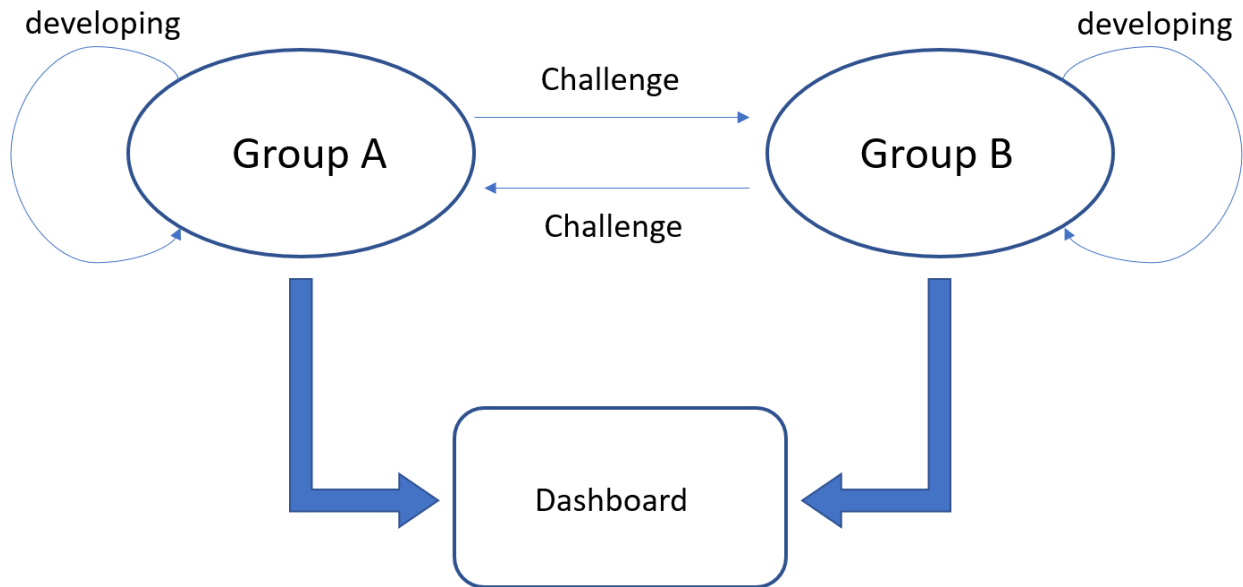 developing
developing
Challenge
Group A
Group B
Challenge
Dashboard